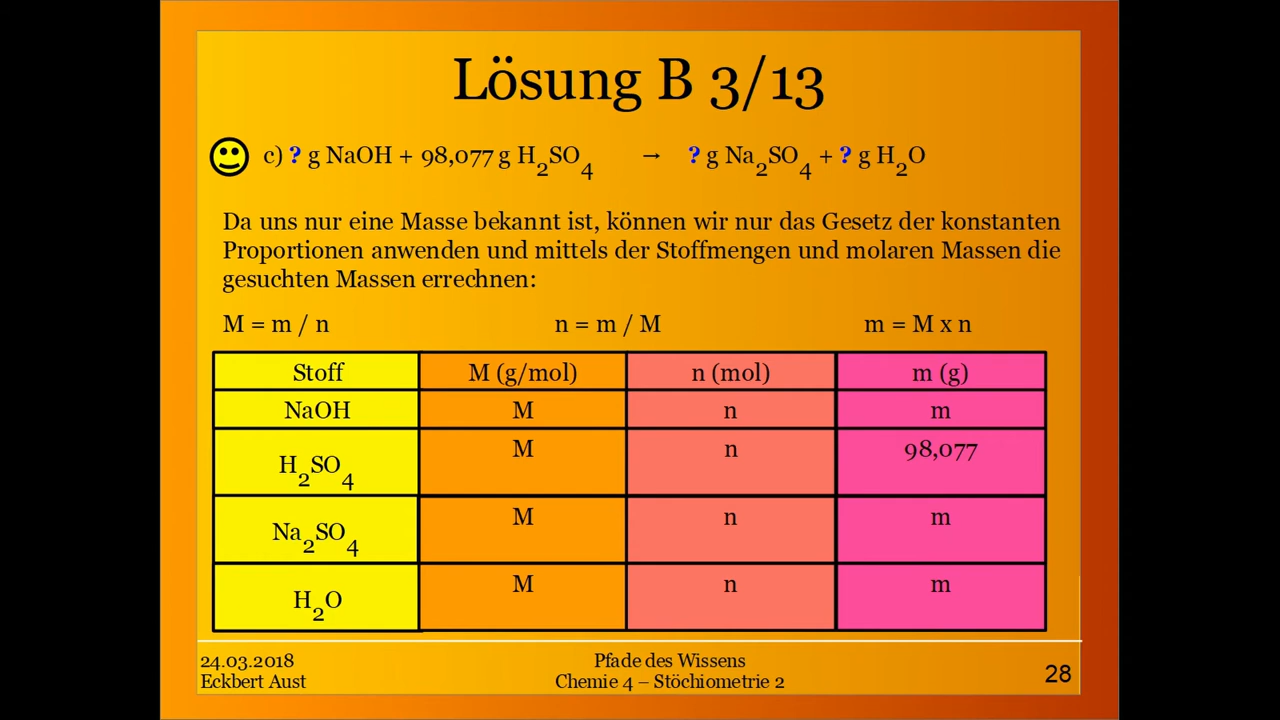 Lösung B 3/13
c) ? g NaOH + 98,077 g H2SO4 → ? g Na2SO4 + ? g H2O
Da uns nur eine Masse bekannt ist, können wir nur das Gesetz der konstanten
Proportionen anwenden und mittels der Stoffmengen und molaren Massen die
gesuchten Massen errechnen:
M = m / n n = m / M m = M x n
Stoff M (g/mol) n (mol) m (g)
NaOH M n m
H2SO4 M n 98,077
Na2SO4 M n m
H2O M n m
24.03.2018 Pfade des Wissens
Eckbert Aust Chemie 4 – Stöchiometrie 2 28